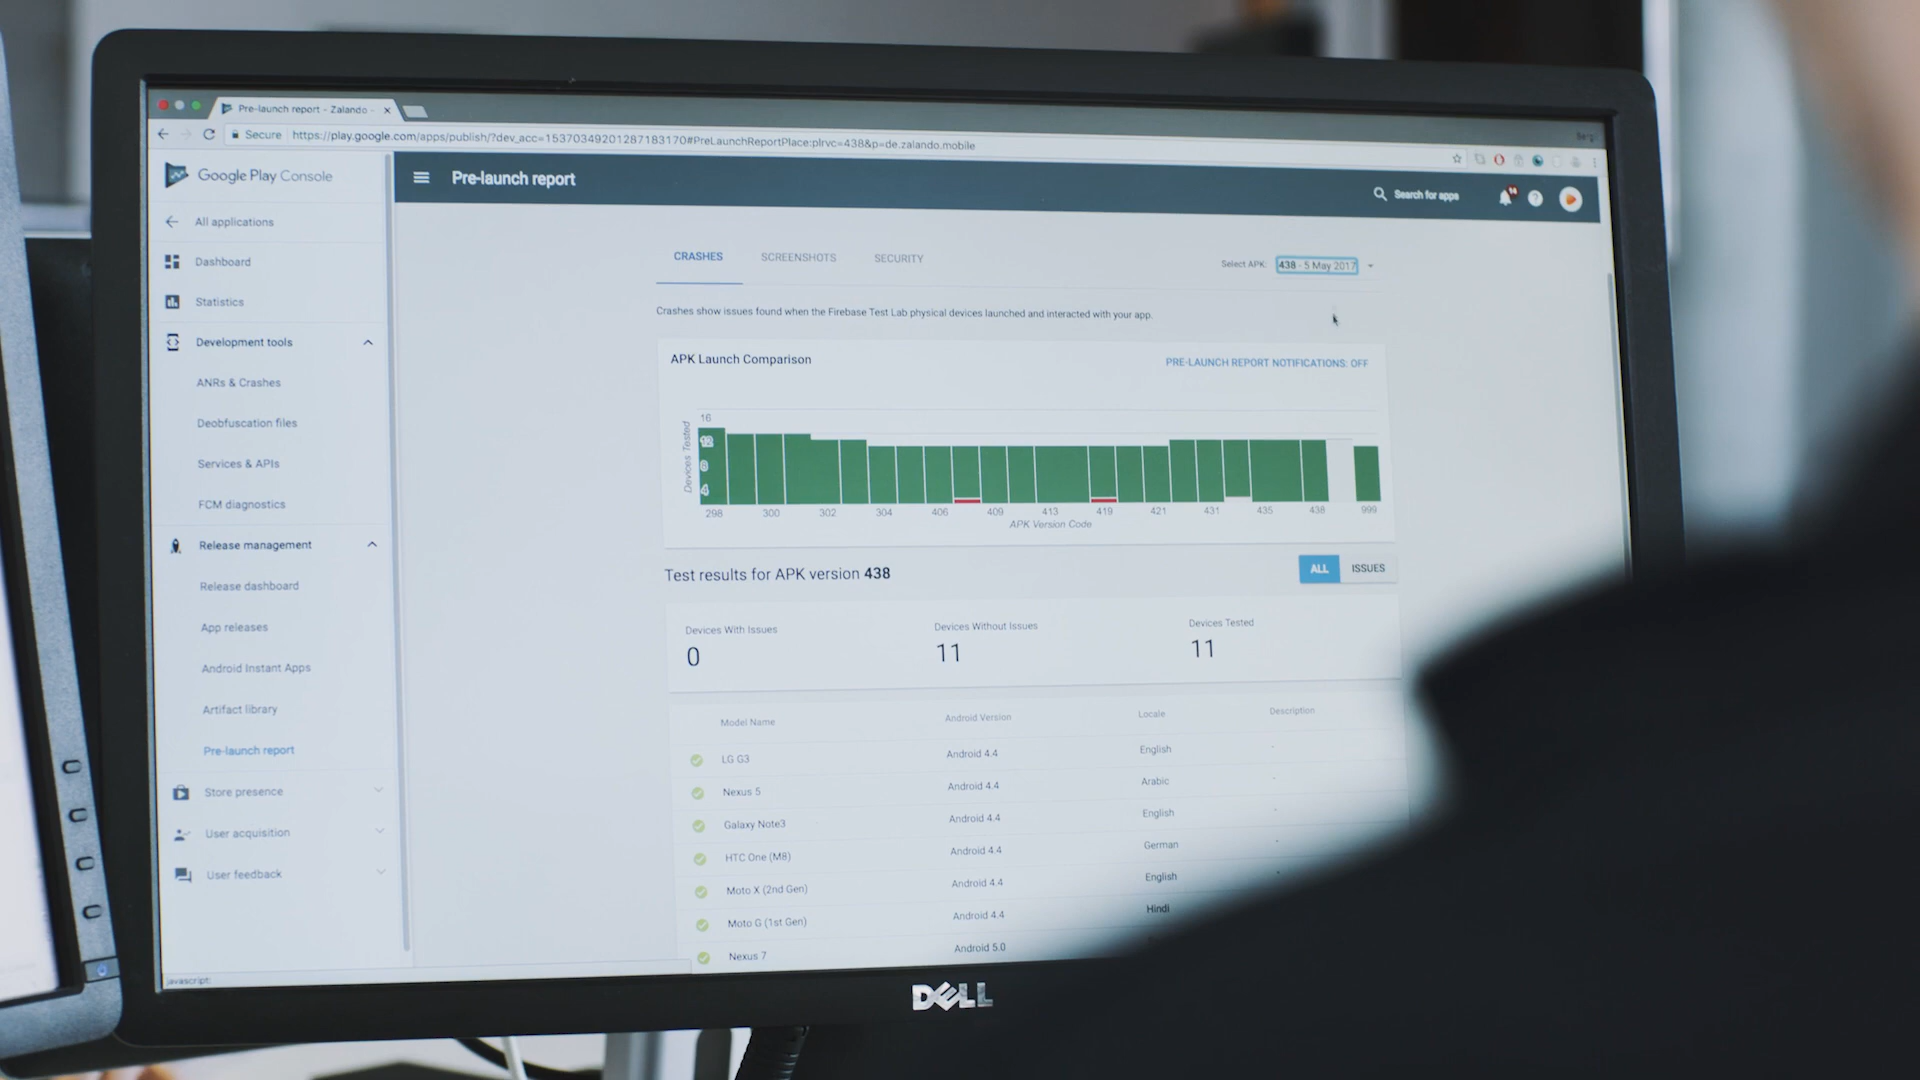 Pre-launch report - Zalando -
Secure https://play.google.com/apps/publish/?dev_acc=15370349201287183170#PreLaunchReportPlace:plrvc=438&p=de.zalando.mobile
Google Play Console
Pre-launch report
Search for apps
All applications
Dashboard
Statistics
Development tools
ANRs & Crashes
Deobfuscation files
Services & APIs
FCM diagnostics
Release management
Release dashboard
App releases
Android Instant Apps
Artifact library
Pre-launch report
Store presence
User acquisition
User feedback
javascript:
CRASHES SCREENSHOTS SECURITY
Select APK: 438 - 5 May 2017
Crashes show issues found when the Firebase Test Lab physical devices launched and interacted with your app.
APK Launch Comparison
PRE-LAUNCH REPORT NOTIFICATIONS: OFF
Devices Tested
16
12
8
4
298 300 302 304 406 409 413 419 421 431 435 438 999
APK Version Code
Test results for APK version 438
ALL ISSUES
Devices With Issues Devices Without Issues Devices Tested
0 11 11
Model Name Android Version Locale Description
LG G3 Android 4.4 English -
Nexus 5 Android 4.4 Arabic -
Galaxy Note3 Android 4.4 English -
HTC One (M8) Android 4.4 German -
Moto X (2nd Gen) Android 4.4 English -
Moto G (1st Gen) Android 4.4 Hindi
Nexus 7 Android 5.0
DELL